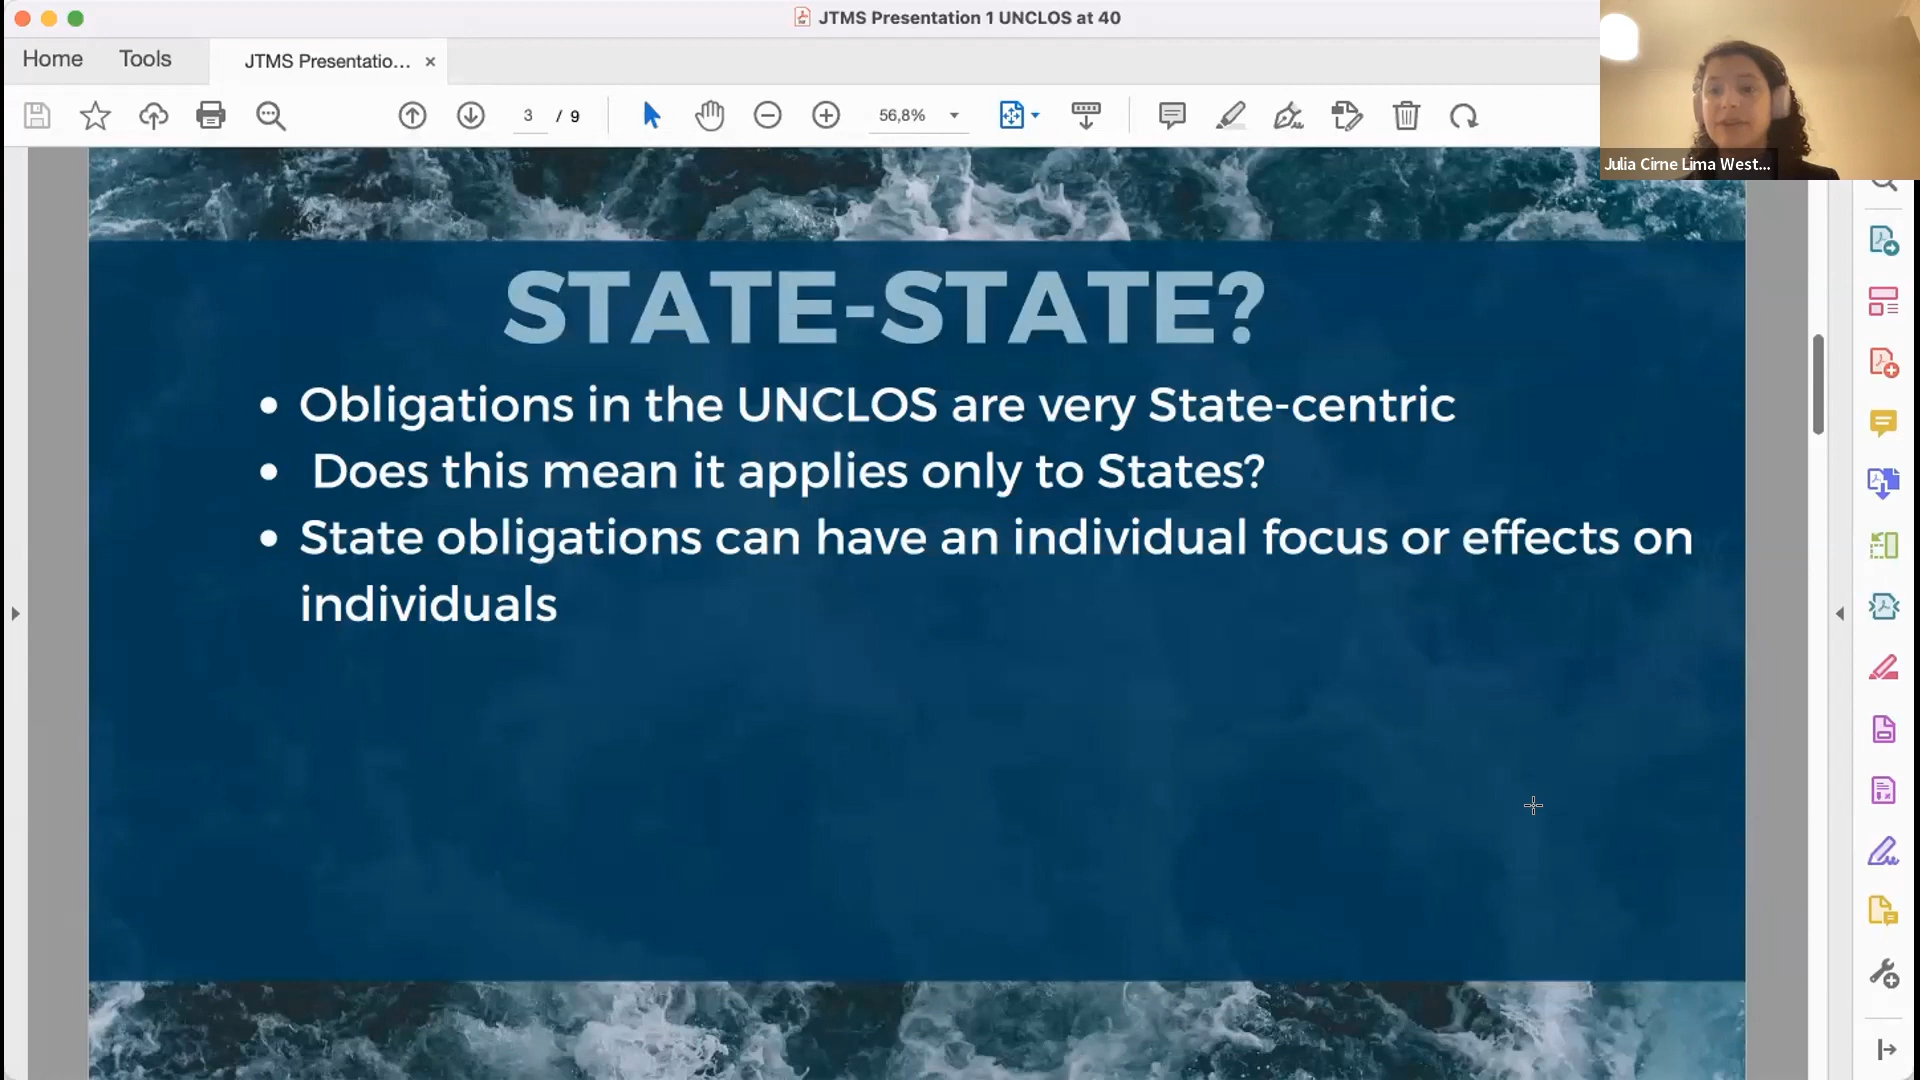 JTMS Presentation 1 UNCLOS at 40
Home
Tools
JTMS Presentatio...
3 / 9
56,8%
Julia Cirne Lima West...
STATE-STATE?
• Obligations in the UNCLOS are very State-centric
• Does this mean it applies only to States?
• State obligations can have an individual focus or effects on
individuals